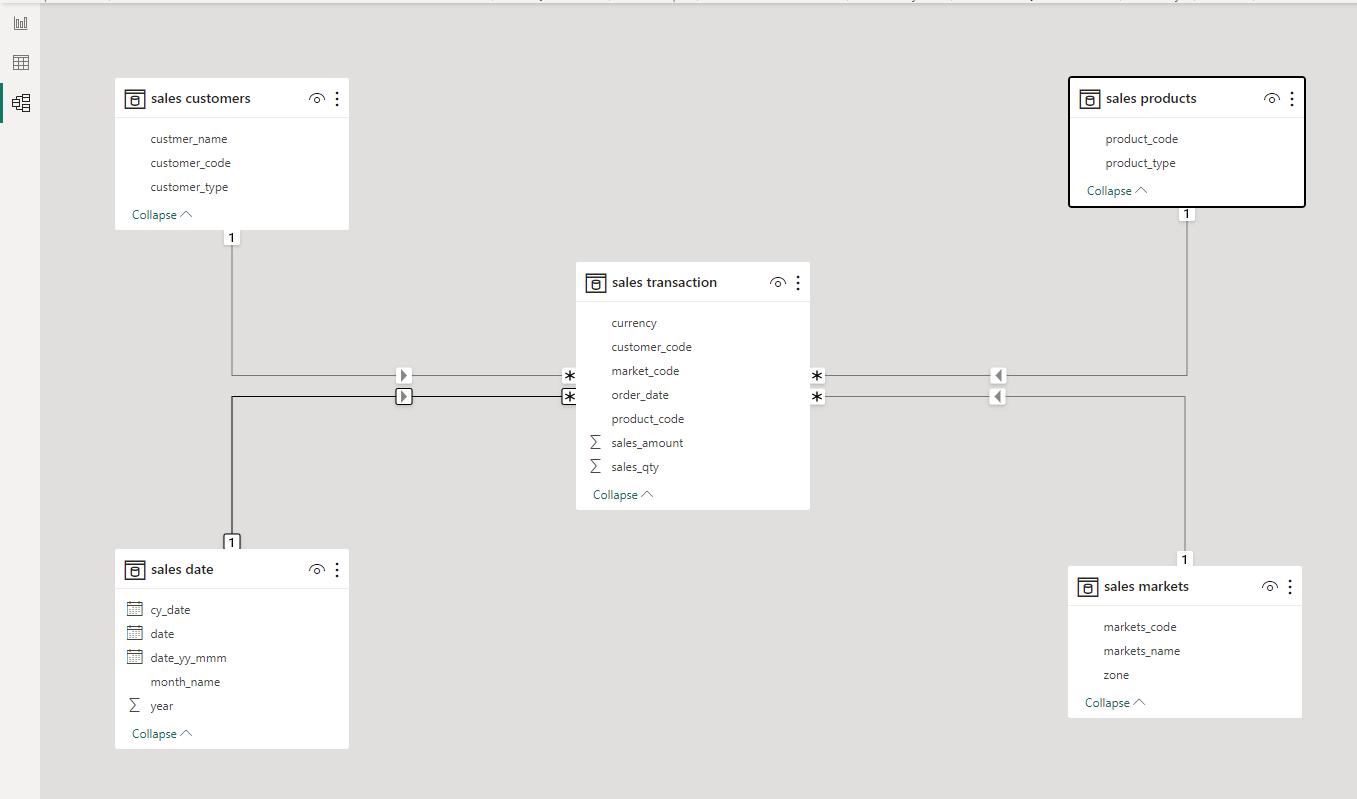 sales customers
custmer_name
customer_code
customer_type
Collapse
1
sales products
product_code
product_type
Collapse
1
sales transaction
currency
customer_code
market_code
order_date
product_code
Σ sales_amount
Σ sales_qty
Collapse
*
*
*
*
1
sales date
cy_date
date
date_yy_mmm
month_name
Σ year
Collapse
1
sales markets
markets_code
markets_name
zone
Collapse